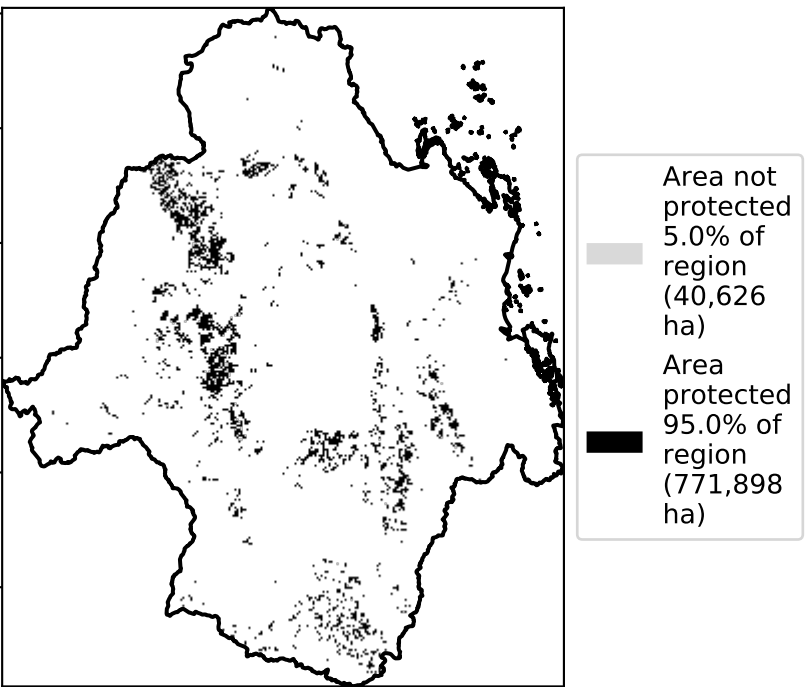 Area not
protected
5.0% of
region
(40,626
ha)
Area
protected
95.0% of
region
(771,898
ha)